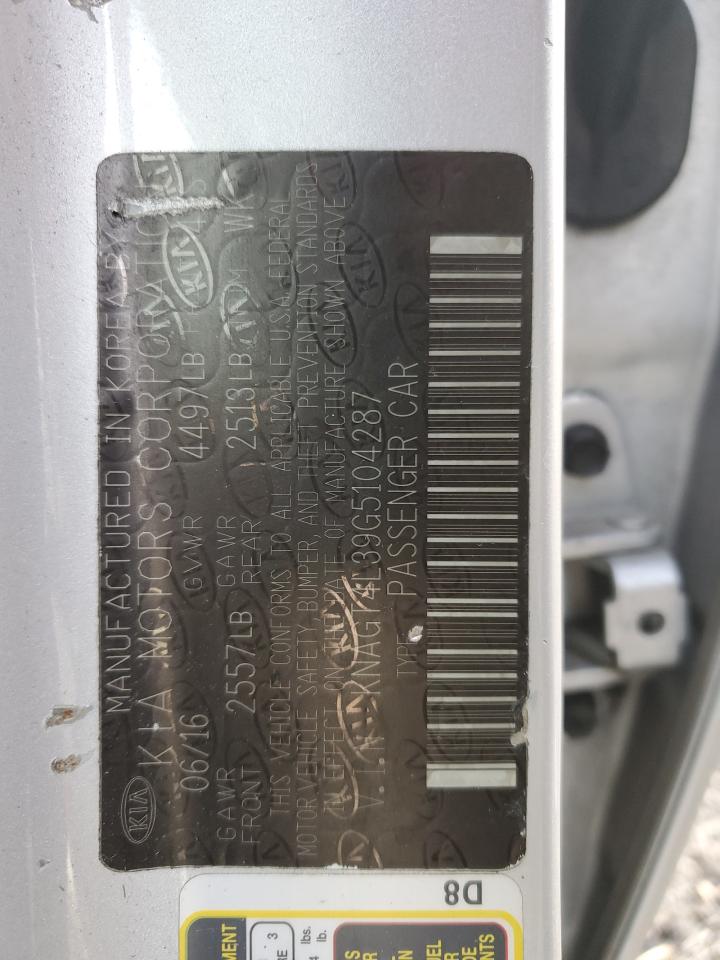 KIA
MANUFACTURED IN KOREA BY
KIA MOTORS CORPORATION
06/16 GVWR 4497LB
GAWR FRONT 2557LB GAWR REAR 2513LB
THIS VEHICLE CONFORMS TO ALL APPLICABLE U.S. FEDERAL
MOTOR VEHICLE SAFETY, BUMPER, AND THEFT PREVENTION STANDARDS
IN EFFECT ON THE DATE OF MANUFACTURE SHOWN ABOVE
V.I.N
4L39G5104287
TYPE: PASSENGER CAR
D8